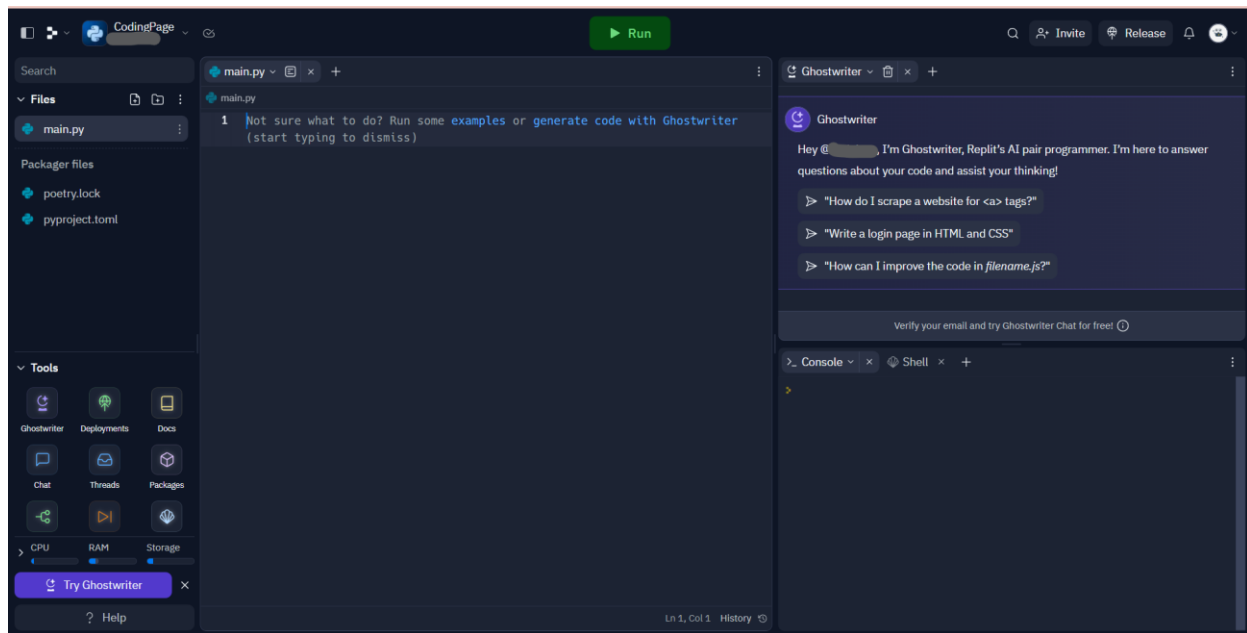 CodingPage
Run
Invite
Release
Search
Files
main.py
Packager files
poetry.lock
pyproject.toml
Tools
Ghostwriter
Deployments
Docs
Chat
Threads
Packages
CPU
RAM
Storage
Try Ghostwriter
? Help
main.py
main.py
1 Not sure what to do? Run some examples or generate code with Ghostwriter
(start typing to dismiss)
Ln 1, Col 1 History
Ghostwriter
Ghostwriter
Hey @ , I'm Ghostwriter, Replit's AI pair programmer. I'm here to answer
questions about your code and assist your thinking!
"How do I scrape a website for <a> tags?"
"Write a login page in HTML and CSS"
"How can I improve the code in filename.js?"
Verify your email and try Ghostwriter Chat for free!
>_ Console
Shell
>